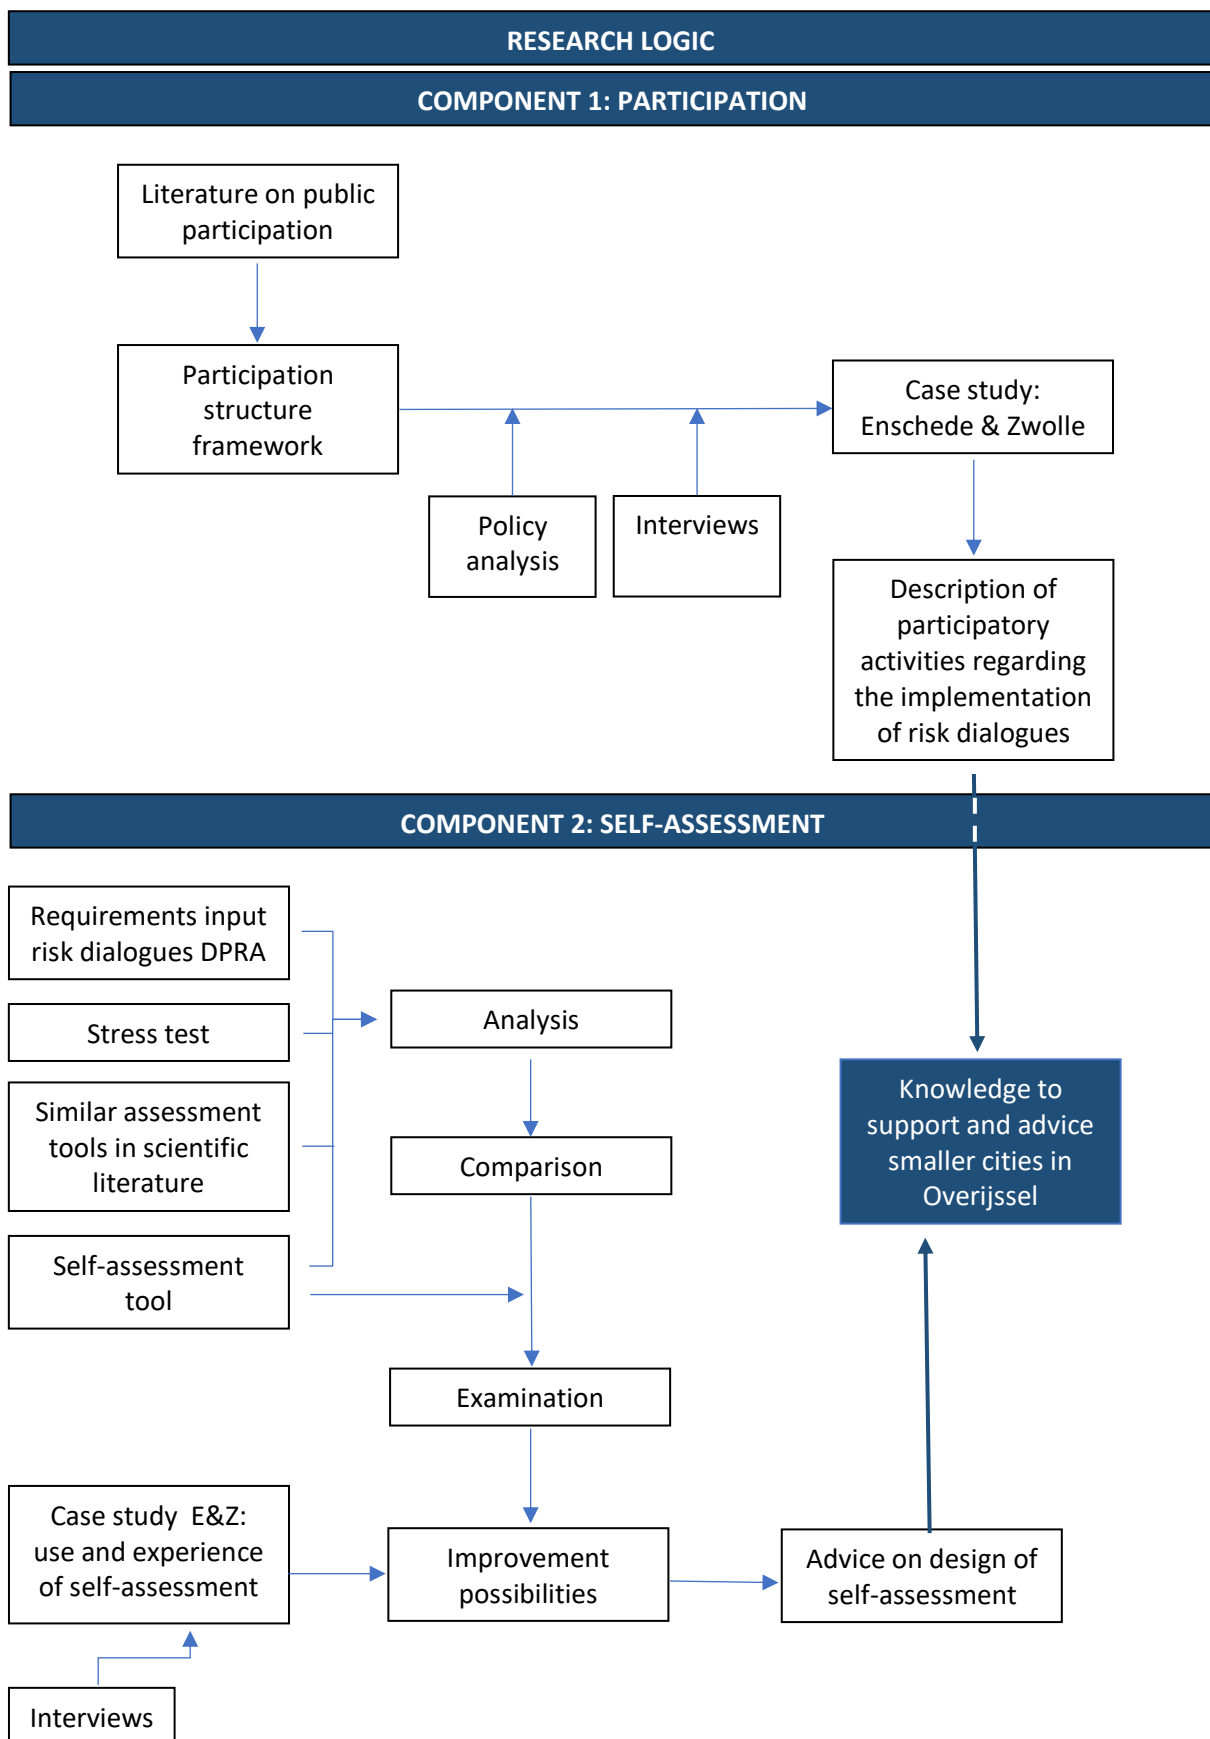 RESEARCH LOGIC
COMPONENT 1: PARTICIPATION
Literature on public
participation
Participation
structure
framework
Case study:
Enschede & Zwolle
Policy
analysis
Interviews
Description of
participatory
activities regarding
the implementation
of risk dialogues
COMPONENT 2: SELF-ASSESSMENT
Requirements input
risk dialogues DPRA
Stress test
Similar assessment
tools in scientific
literature
Self-assessment
tool
Analysis
Comparison
Examination
Knowledge to
support and advice
smaller cities in
Overijssel
Case study  E&Z:
use and experience
of self-assessment
Improvement
possibilities
Advice on design of
self-assessment
Interviews